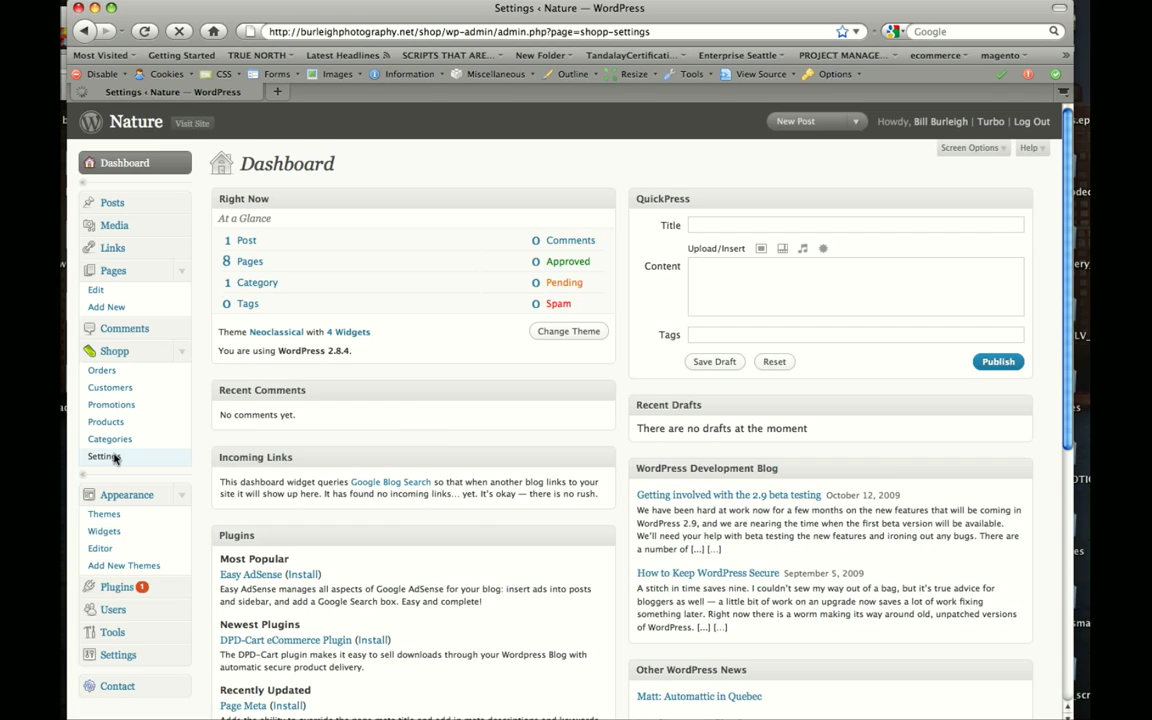 Settings ‹ Nature — WordPress
http://burleighphotography.net/shop/wp-admin/admin.php?page=shopp-settings
Google
Most Visited
Getting Started
TRUE NORTH
Latest Headlines
SCRIPTS THAT ARE...
New Folder
TandalayCertificati...
Enterprise Seattle
PROJECT MANAGE...
ecommerce
magento
»
Disable
Cookies
CSS
Forms
Images
Information
Miscellaneous
Outline
Resize
Tools
View Source
Options
Settings ‹ Nature — WordPress
+
Nature
Visit Site
New Post
Howdy, Bill Burleigh | Turbo | Log Out
Screen Options
Help
Dashboard
Posts
Media
Links
Pages
Edit
Add New
Comments
Shopp
Orders
Customers
Promotions
Products
Categories
Settings
Appearance
Themes
Widgets
Editor
Add New Themes
Plugins 1
Users
Tools
Settings
Contact
Dashboard
Right Now
At a Glance
1 Post
0 Comments
8 Pages
0 Approved
1 Category
0 Pending
0 Tags
0 Spam
Theme Neoclassical with 4 Widgets
Change Theme
You are using WordPress 2.8.4.
Recent Comments
No comments yet.
Incoming Links
This dashboard widget queries Google Blog Search so that when another blog links to your
site it will show up here. It has found no incoming links... yet. It's okay — there is no rush.
Plugins
Most Popular
Easy AdSense (Install)
Easy AdSense manages all aspects of Google AdSense for your blog: insert ads into posts
and sidebar, and add a Google Search box. Easy and complete!
Newest Plugins
DPD-Cart eCommerce Plugin (Install)
The DPD-Cart plugin makes it easy to sell downloads through your Wordpress Blog with
automatic secure product delivery.
Recently Updated
Page Meta (Install)
Adds the ability to override the page meta title and add in meta descriptions and keywords
QuickPress
Title
Upload/Insert
Content
Tags
Save Draft
Reset
Publish
Recent Drafts
There are no drafts at the moment
WordPress Development Blog
Getting involved with the 2.9 beta testing October 12, 2009
We have been hard at work now for a few months on the new features that will be coming in
WordPress 2.9, and we are nearing the time when the first beta version will be available.
We'll need your help with beta testing the new features and ironing out any bugs. There are
a number of [...] [...]
How to Keep WordPress Secure September 5, 2009
A stitch in time saves nine. I couldn't sew my way out of a bag, but it's true advice for
bloggers as well — a little bit of work on an upgrade now saves a lot of work fixing
something later. Right now there is a worm making its way around old, unpatched versions
of WordPress. [...] [...]
Other WordPress News
Matt: Automattic in Quebec